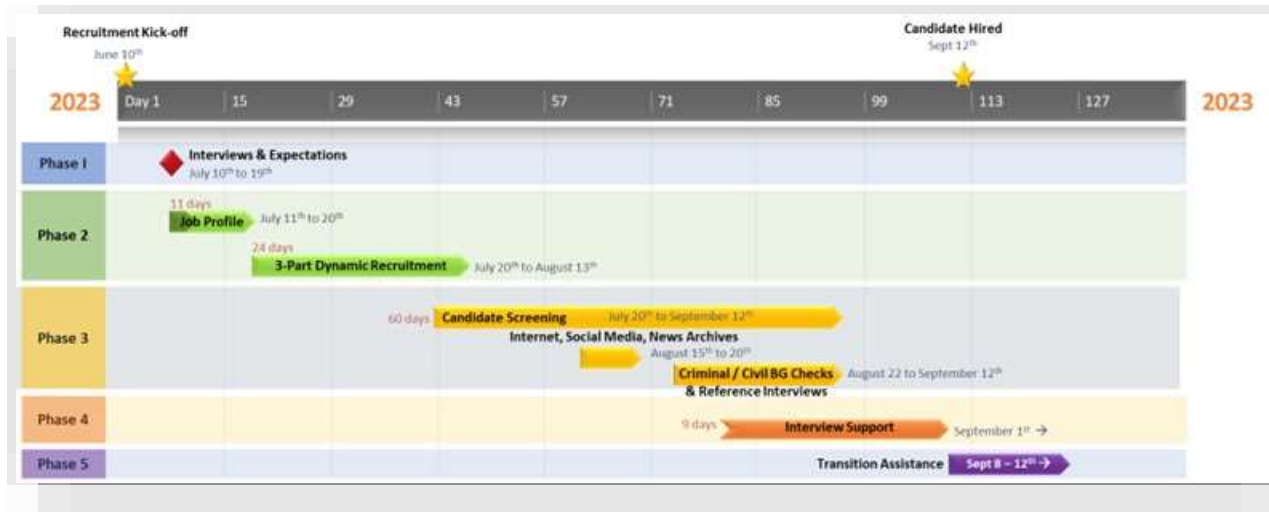 Recruitment Kick-off
June 10th
Candidate Hired
Sept 12th
2023
Day 1
15
29
43
57
71
85
99
113
127
2023
Phase I
Interviews & Expectations
July 10th to 19th
Phase 2
11 days
Job Profile
July 11th to 20th
24 days
3-Part Dynamic Recruitment
July 20th to August 13th
Phase 3
60 days
Candidate Screening
July 20th to September 12th
Internet, Social Media, News Archives
August 15th to 20th
Criminal / Civil BG Checks
& Reference Interviews
August 22 to September 12th
Phase 4
9 days
Interview Support
September 1st →
Phase 5
Transition Assistance
Sept 8 – 12th →